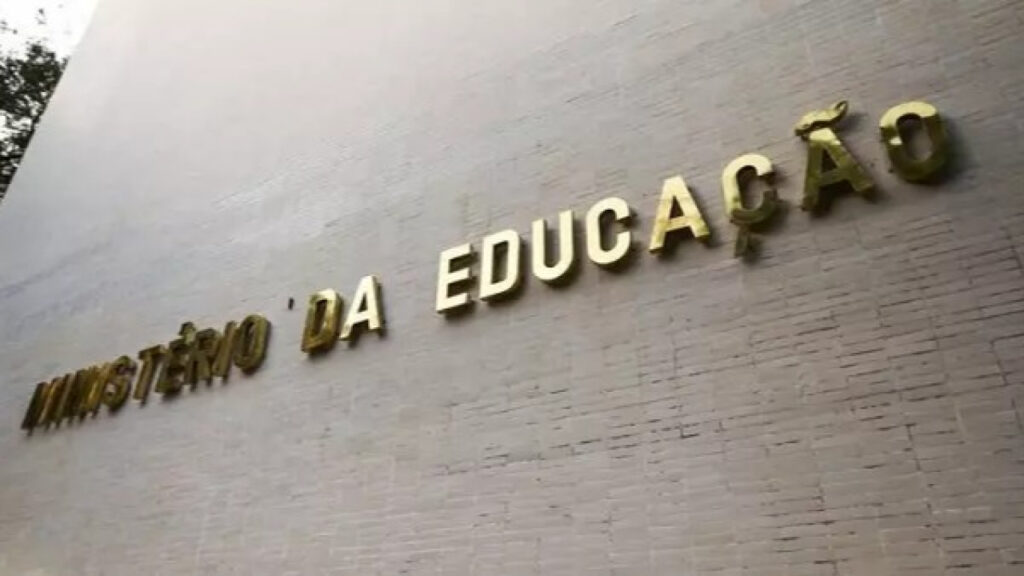 MINISTÉRIO DA EDUCAÇÃO